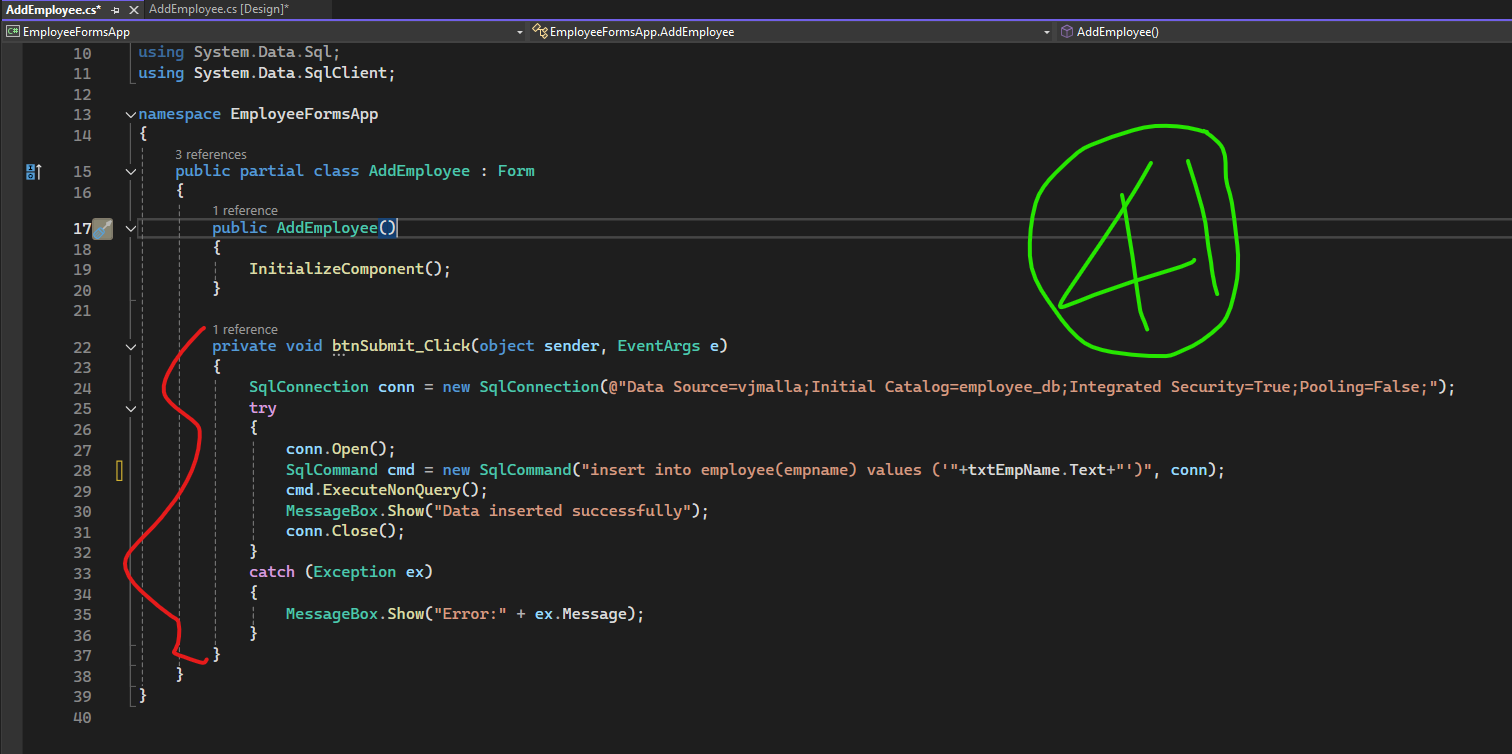 AddEmployee.cs*
AddEmployee.cs [Design]*
C# EmployeeFormsApp
EmployeeFormsApp.AddEmployee
AddEmployee()
10 using System.Data.Sql;
11 using System.Data.SqlClient;
12
13 namespace EmployeeFormsApp
14 {
3 references
15 public partial class AddEmployee : Form
16 {
1 reference
17 public AddEmployee()
18 {
19 InitializeComponent();
20 }
21
1 reference
22 private void btnSubmit_Click(object sender, EventArgs e)
23 {
24 SqlConnection conn = new SqlConnection(@"Data Source=vjmalla;Initial Catalog=employee_db;Integrated Security=True;Pooling=False;");
25 try
26 {
27 conn.Open();
28 SqlCommand cmd = new SqlCommand("insert into employee(empname) values ('"+txtEmpName.Text+"')", conn);
29 cmd.ExecuteNonQuery();
30 MessageBox.Show("Data inserted successfully");
31 conn.Close();
32 }
33 catch (Exception ex)
34 {
35 MessageBox.Show("Error:" + ex.Message);
36 }
37 }
38 }
39 }
40
41